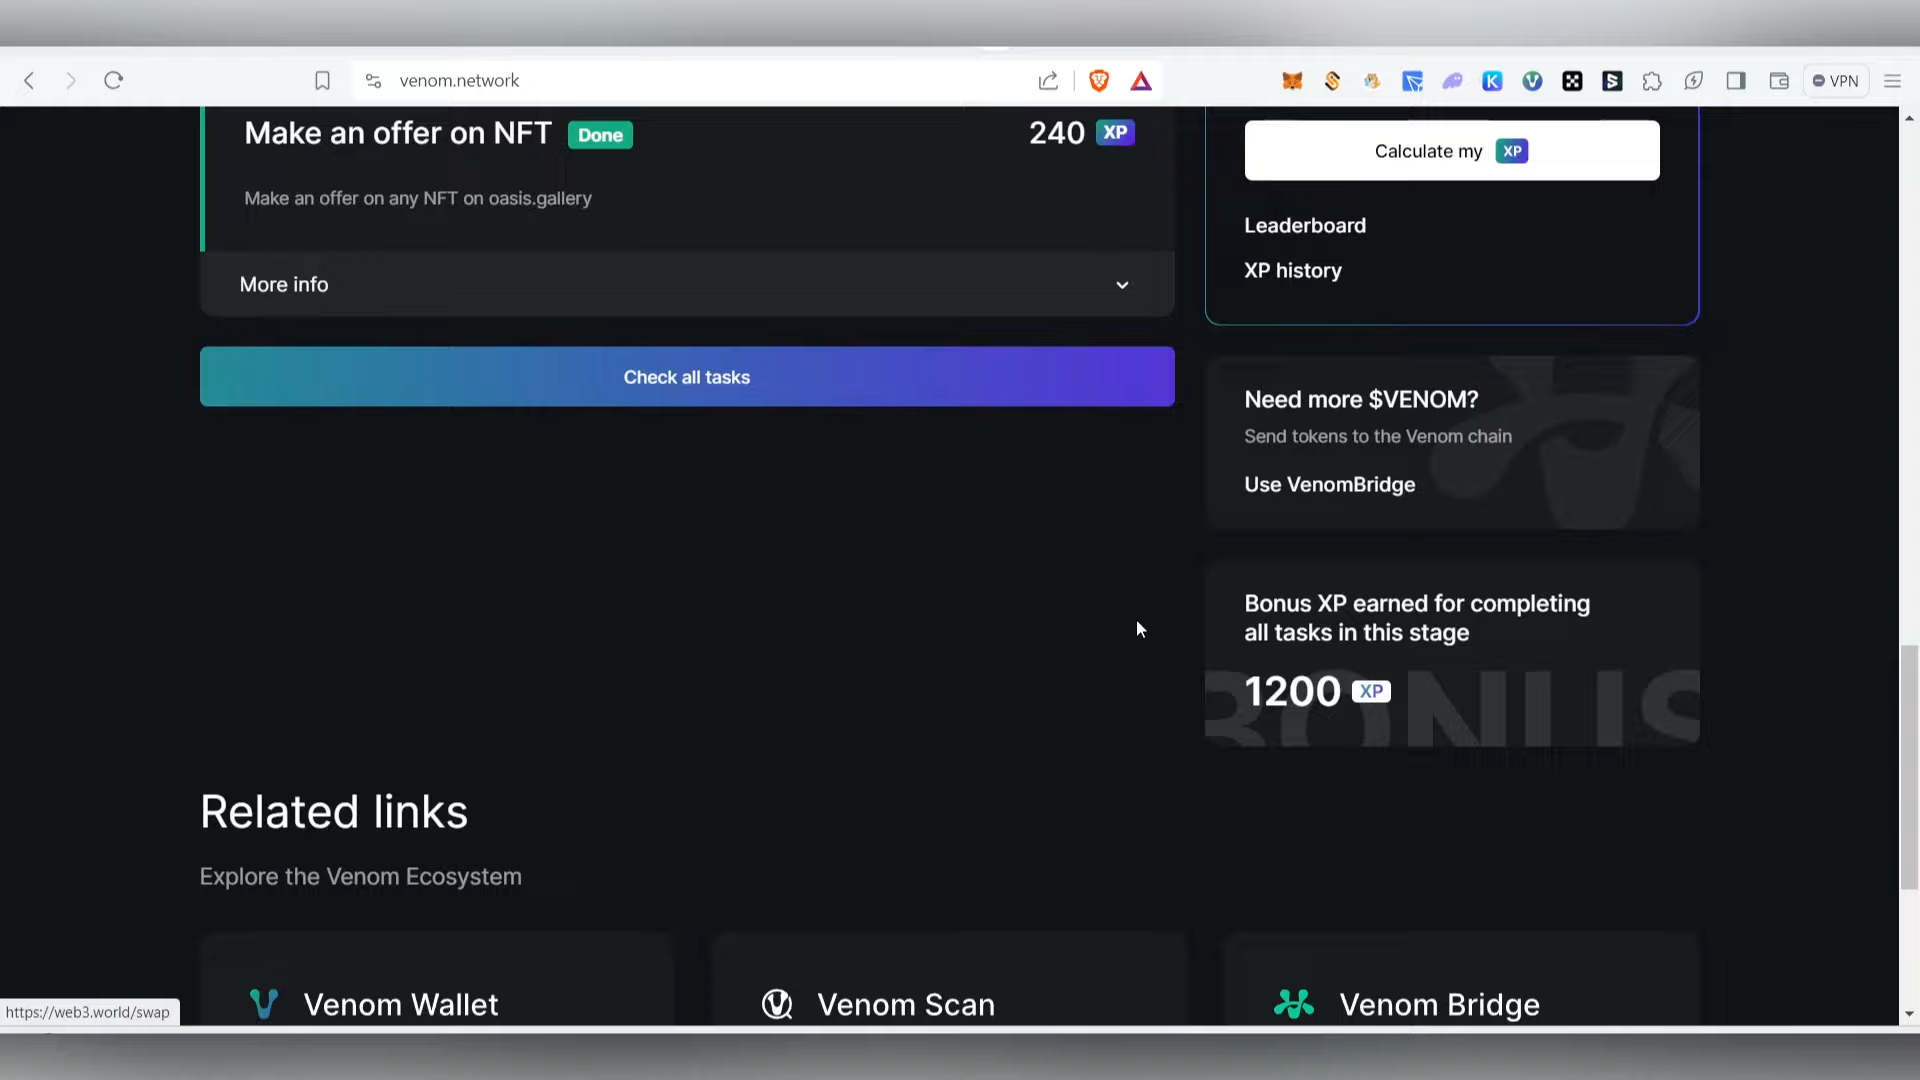 venom.network
VPN
Make an offer on NFT Done 240 XP
Make an offer on any NFT on oasis.gallery
More info
Check all tasks
Calculate my XP
Leaderboard
XP history
Need more $VENOM?
Send tokens to the Venom chain
Use VenomBridge
Bonus XP earned for completing
all tasks in this stage
1200 XP
BONUS
Related links
Explore the Venom Ecosystem
Venom Wallet
Venom Scan
Venom Bridge
https://web3.world/swap